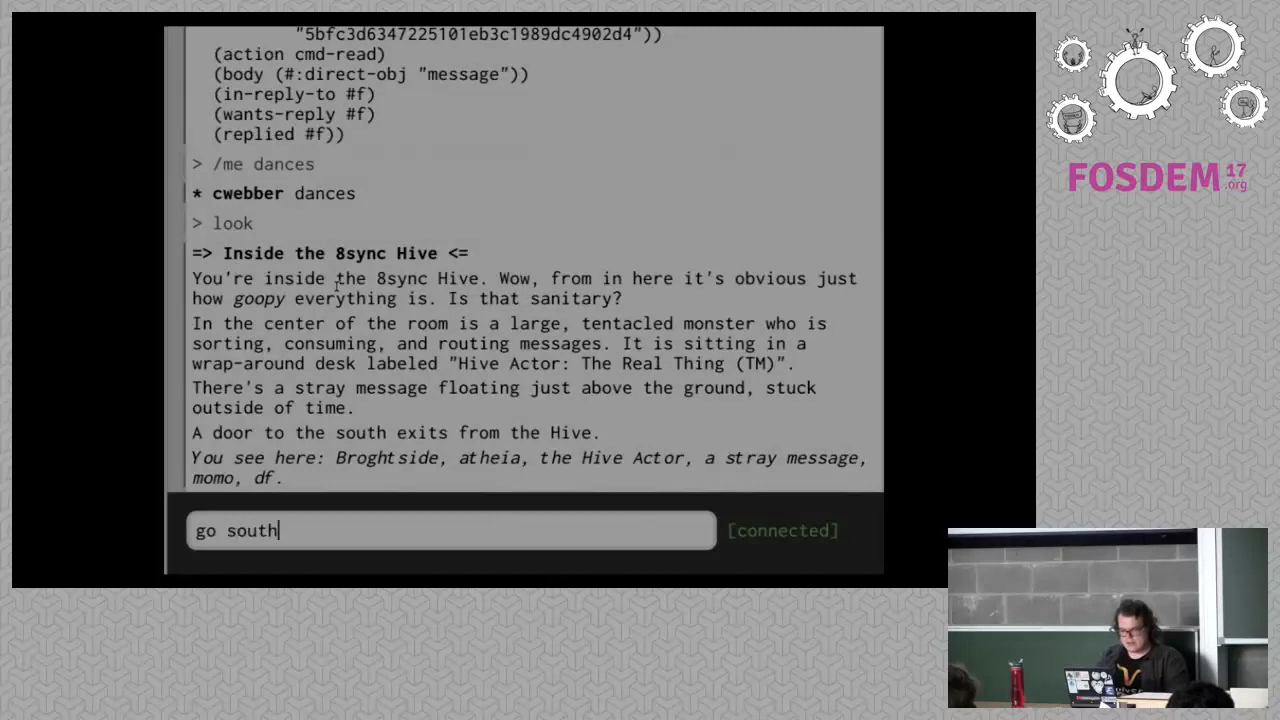 "5bfc3d6347225101eb3c1989dc4902d4"))
(action cmd-read)
(body (#:direct-obj "message"))
(in-reply-to #f)
(wants-reply #f)
(replied #f))
> /me dances
* cwebber dances
> look
=> Inside the 8sync Hive <=
You're inside the 8sync Hive. Wow, from in here it's obvious just
how goopy everything is. Is that sanitary?
In the center of the room is a large, tentacled monster who is
sorting, consuming, and routing messages. It is sitting in a
wrap-around desk labeled "Hive Actor: The Real Thing (TM)".
There's a stray message floating just above the ground, stuck
outside of time.
A door to the south exits from the Hive.
You see here: Broghtside, atheia, the Hive Actor, a stray message,
momo, df.
go south
[connected]
FOSDEM 17
.org